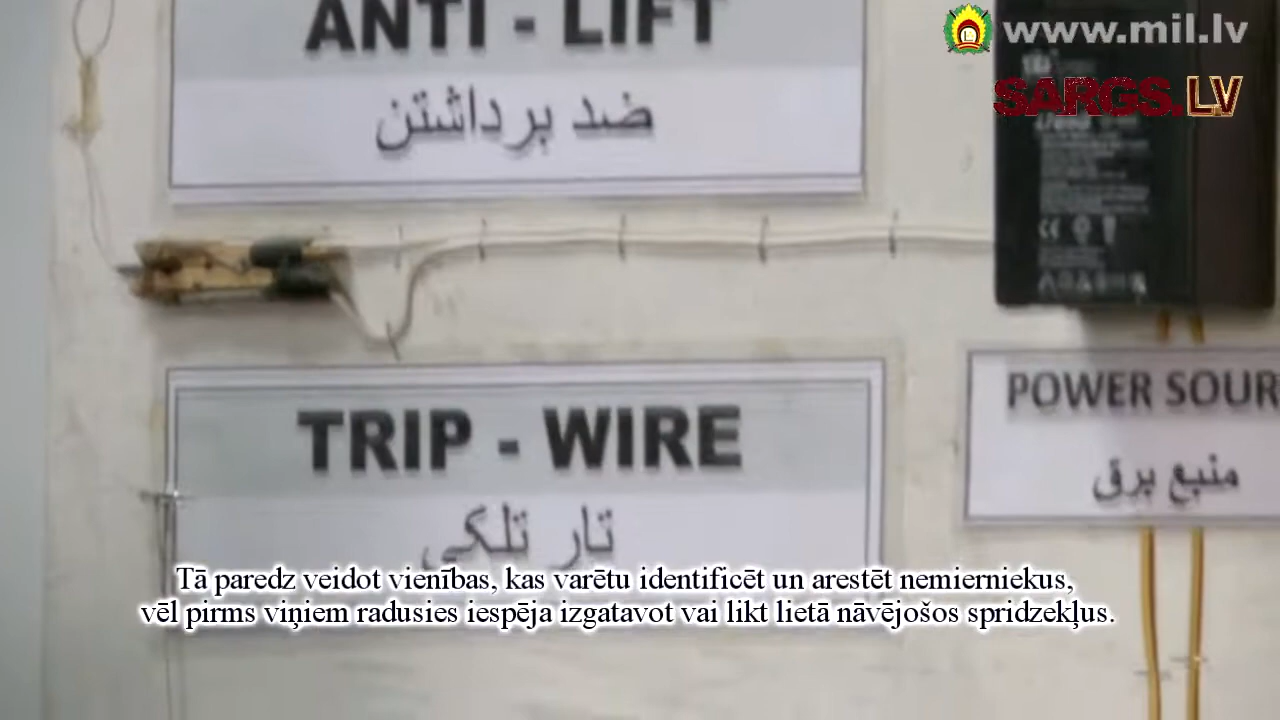 ANTI - LIFT
www.mil.lv
SARGS.LV
ضد برداشتن
TRIP - WIRE
POWER SOUR
تار تلکی
منبع برق
Tā paredz veidot vienības, kas varētu identificēt un arestēt nemierniekus,
vēl pirms viņiem radusies iespēja izgatavot vai likt lietā nāvējošos spridzekļus.